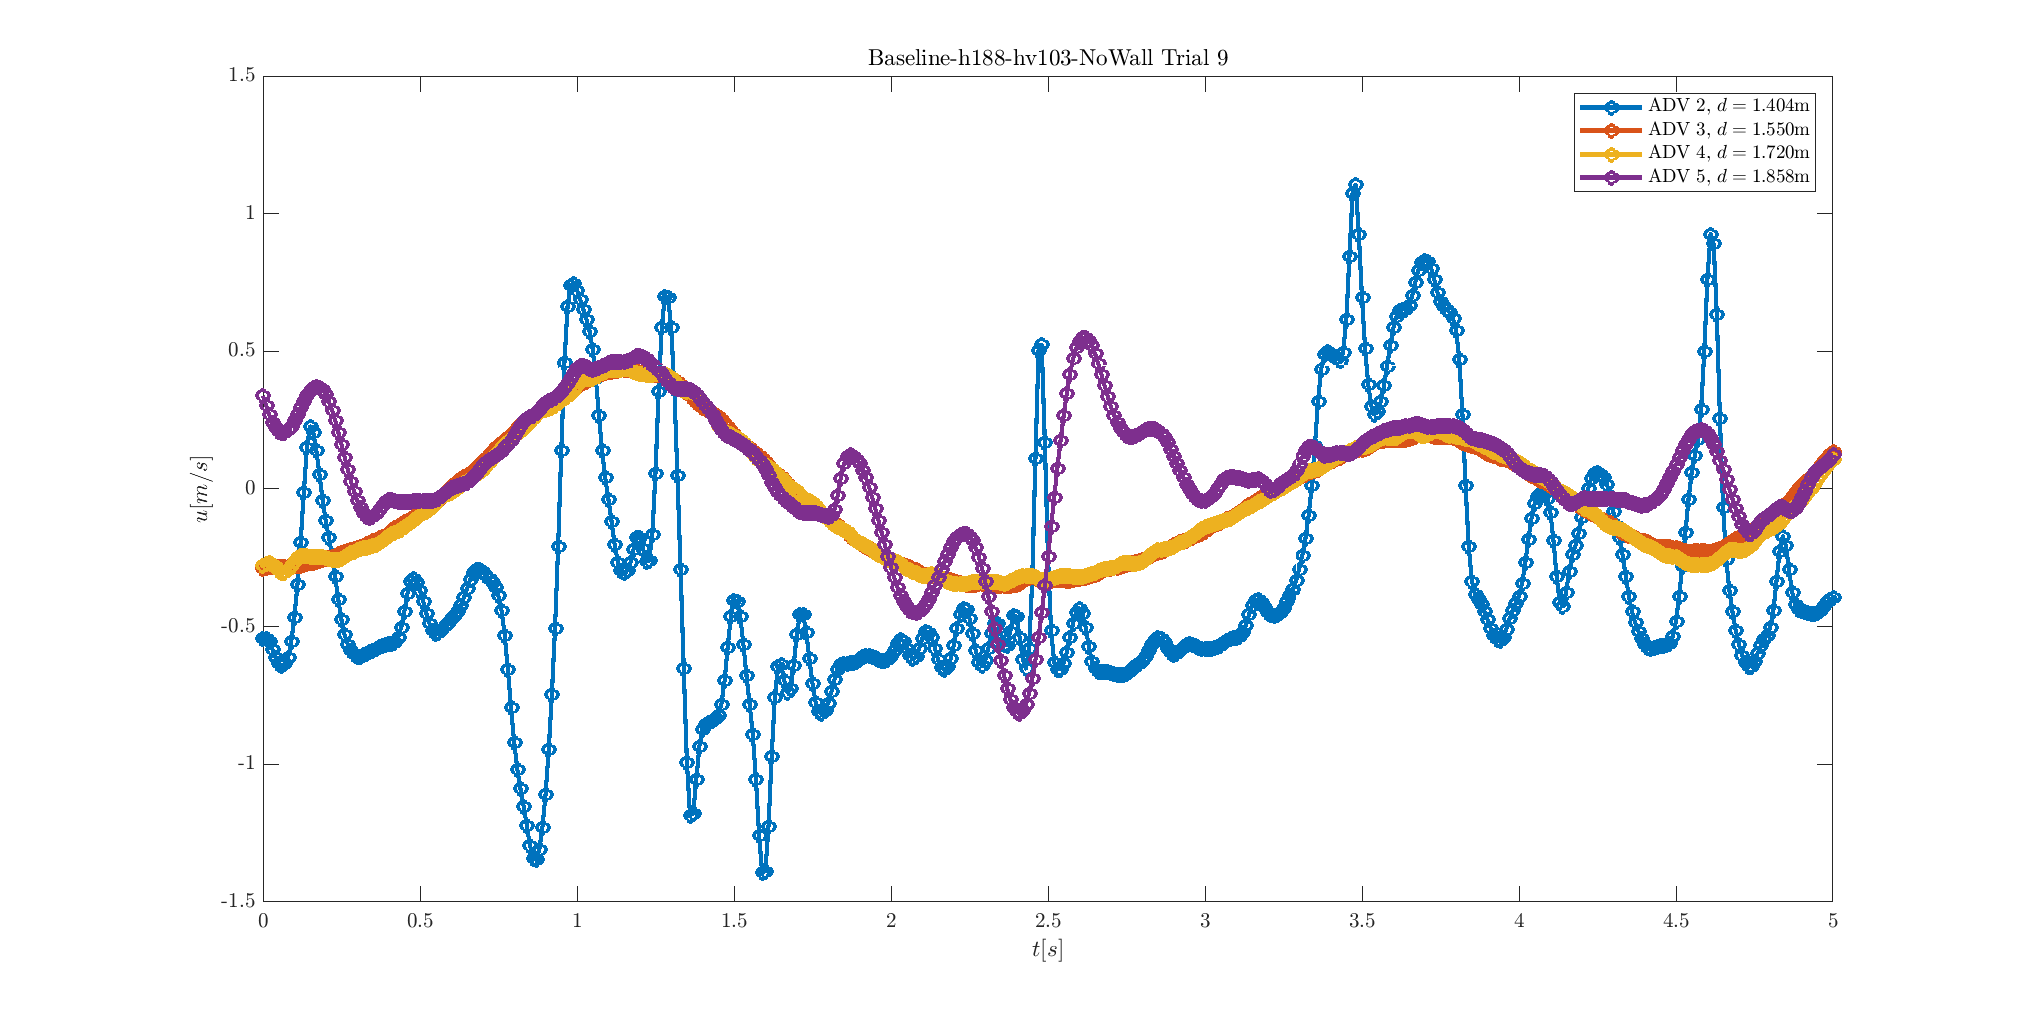 Baseline-h188-hv103-NoWall Trial 9
1.5
1
0.5
0
-0.5
-1
-1.5
u[m/s]
ADV 2, d = 1.404m
ADV 3, d = 1.550m
ADV 4, d = 1.720m
ADV 5, d = 1.858m
0 0.5 1 1.5 2 2.5 3 3.5 4 4.5 5
t[s]